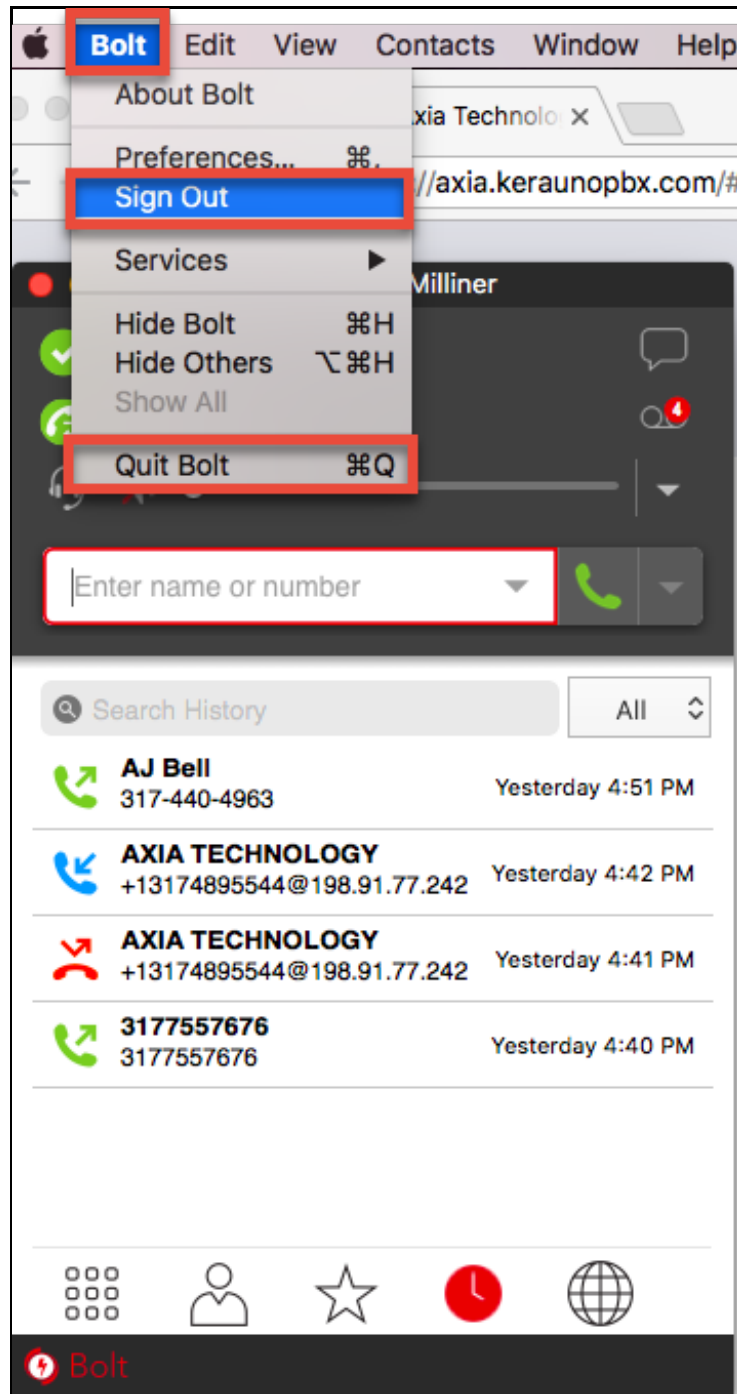 Bolt Edit View Contacts Window Help
About Bolt
xia Technolo
Preferences... ⌘,
//axia.keraunopbx.com/#
Sign Out
Services ▶
Milliner
Hide Bolt ⌘H
Hide Others ⌥⌘H
Show All
4
Quit Bolt ⌘Q
Enter name or number
Search History All
AJ Bell
317-440-4963 Yesterday 4:51 PM
AXIA TECHNOLOGY
+13174895544@198.91.77.242 Yesterday 4:42 PM
AXIA TECHNOLOGY
+13174895544@198.91.77.242 Yesterday 4:41 PM
3177557676
3177557676 Yesterday 4:40 PM
Bolt